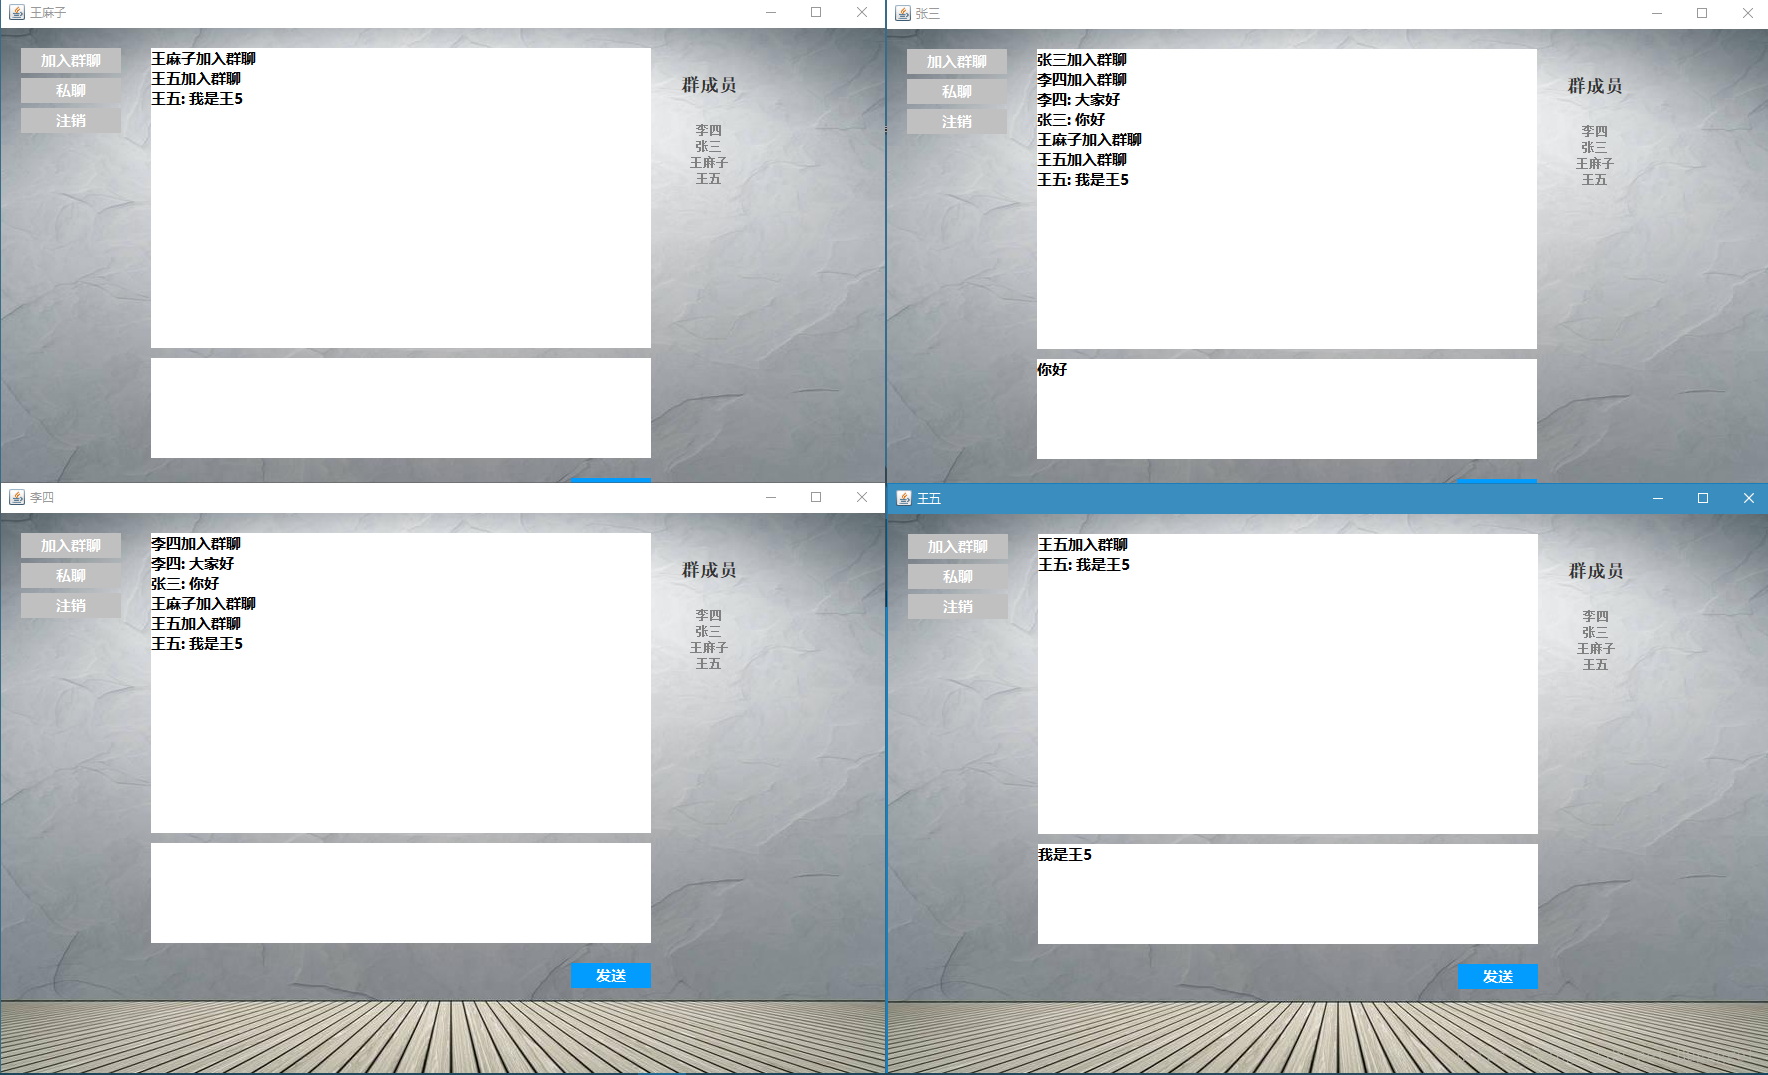 王麻子
加入群聊
私聊
注销
王麻子加入群聊
王五加入群聊
王五: 我是王5
群成员
李四
张三
王麻子
王五
张三
加入群聊
私聊
注销
张三加入群聊
李四加入群聊
李四: 大家好
张三: 你好
王麻子加入群聊
王五加入群聊
王五: 我是王5
你好
群成员
李四
张三
王麻子
王五
李四
加入群聊
私聊
注销
李四加入群聊
李四: 大家好
张三: 你好
王麻子加入群聊
王五加入群聊
王五: 我是王5
发送
群成员
李四
张三
王麻子
王五
王五
加入群聊
私聊
注销
王五加入群聊
王五: 我是王5
我是王5
发送
群成员
李四
张三
王麻子
王五